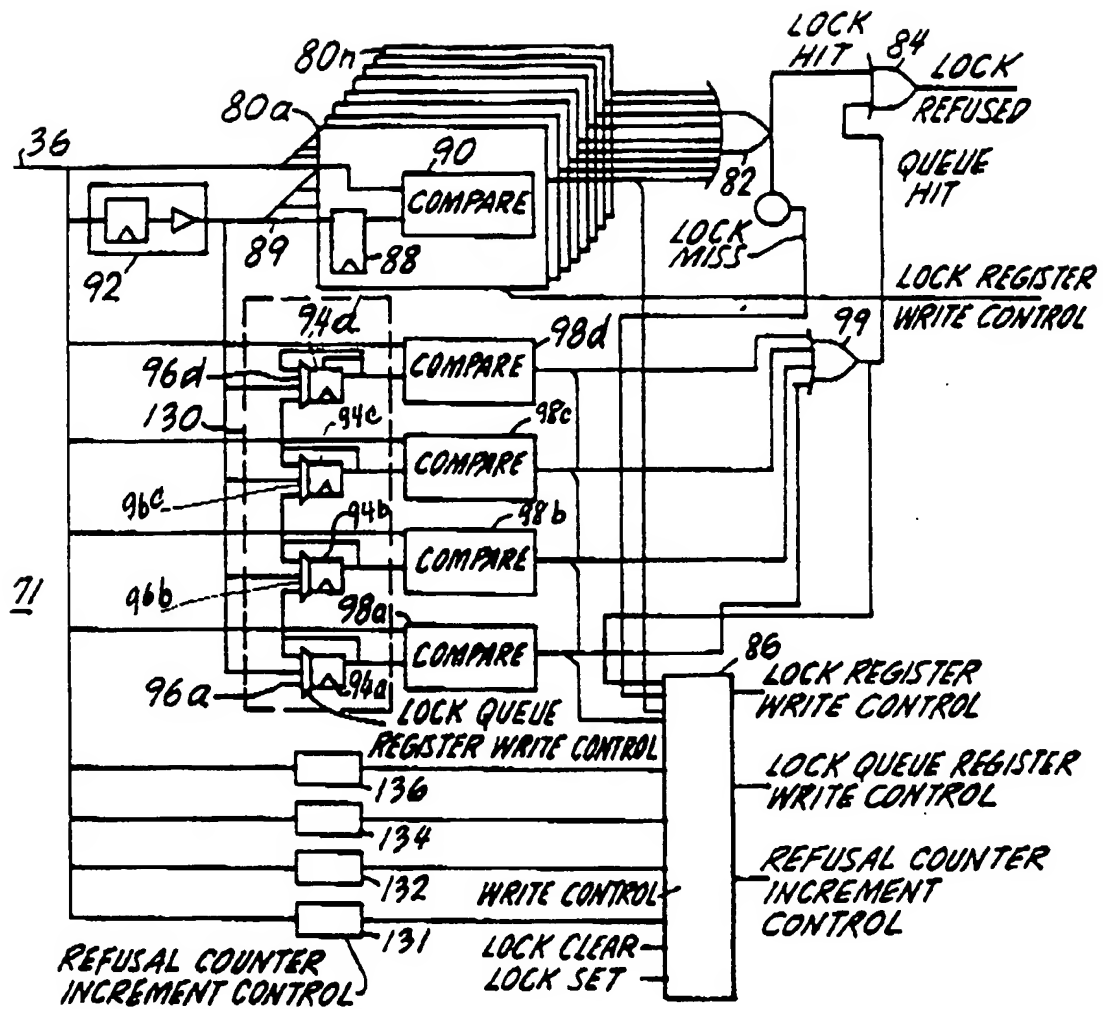 80n
LOCK
HIT
84
LOCK
REFUSED
80a
36
90
COMPARE
82
QUEUE
HIT
LOCK
MISS
92
89
88
LOCK REGISTER
WRITE CONTROL
94d
98d
99
96d
COMPARE
130
94c
98c
COMPARE
96c
94b
98b
COMPARE
96b
71
98a
COMPARE
86
96a
94a
LOCK QUEUE
REGISTER WRITE CONTROL
LOCK REGISTER
WRITE CONTROL
136
LOCK QUEUE REGISTER
WRITE CONTROL
134
132
WRITE CONTROL
REFUSAL COUNTER
INCREMENT
CONTROL
131
REFUSAL COUNTER
INCREMENT CONTROL
LOCK CLEAR
LOCK SET